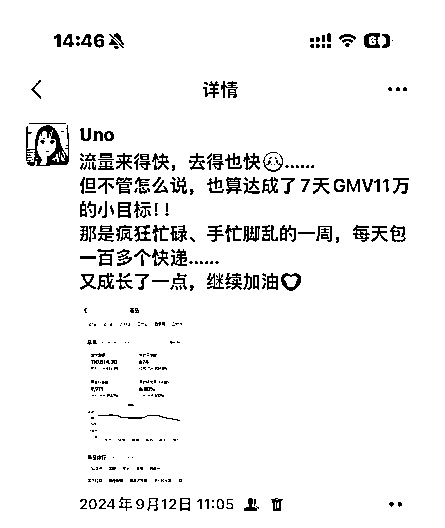 14:46
详情
Uno
流量来得快，去得也快……
但不管怎么说，也算达成了7天GMV11万
的小目标！！
那是疯狂忙碌、手忙脚乱的一周，每天包
一百多个快递……
又成长了一点，继续加油
2024年9月12日 11:05